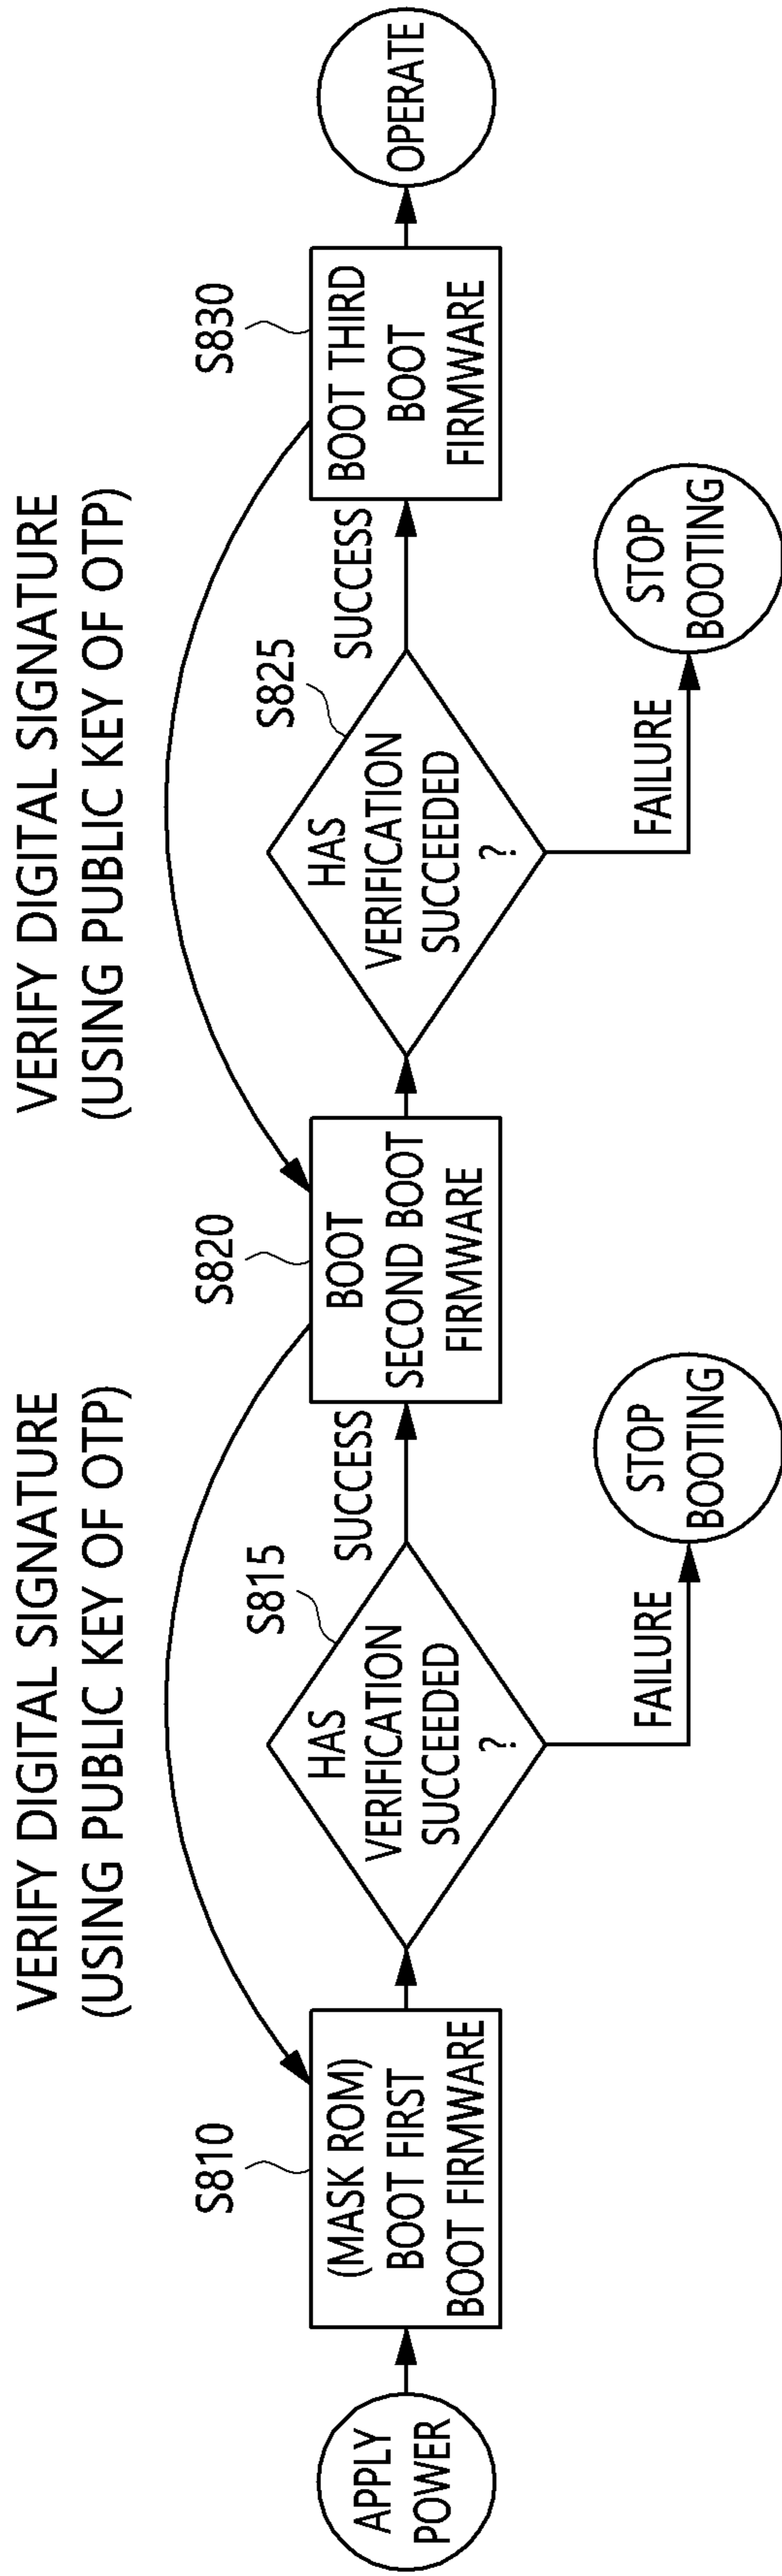 VERIFY DIGITAL SIGNATURE
(USING PUBLIC KEY OF OTP)
VERIFY DIGITAL SIGNATURE
(USING PUBLIC KEY OF OTP)
APPLY
POWER
S810
(MASK ROM)
BOOT FIRST
BOOT FIRMWARE
S815
HAS
VERIFICATION
SUCCEEDED
?
SUCCESS
FAILURE
STOP
BOOTING
S820
BOOT
SECOND BOOT
FIRMWARE
S825
HAS
VERIFICATION
SUCCEEDED
?
SUCCESS
FAILURE
STOP
BOOTING
S830
BOOT THIRD
BOOT
FIRMWARE
OPERATE